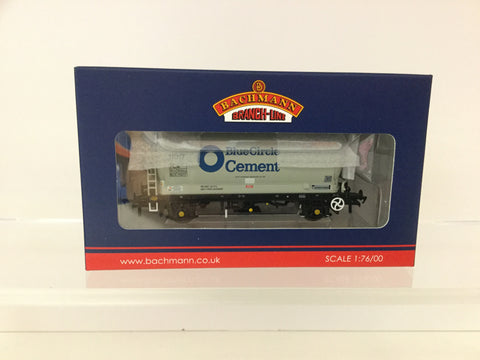 BACHMANN
BRANCH-LINE
Blue Circle
Cement
www.bachmann.co.uk
SCALE 1:76/00